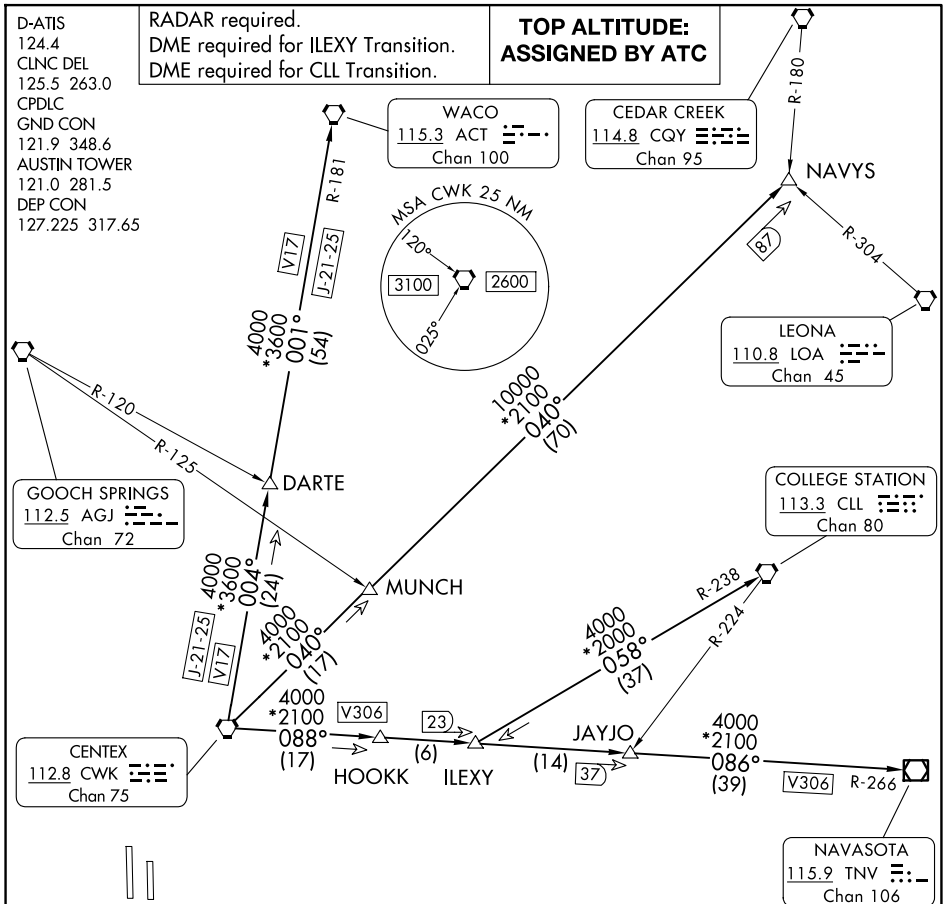 D-ATIS
124.4
CLNC DEL
125.5 263.0
CPDLC
GND CON
121.9 348.6
AUSTIN TOWER
121.0 281.5
DEP CON
127.225 317.65
RADAR required.
DME required for ILEXY Transition.
DME required for CLL Transition.
TOP ALTITUDE:
ASSIGNED BY ATC
WACO
115.3 ACT
Chan 100
CEDAR CREEK
114.8 CQY
Chan 95
R-180
NAVYS
87
R-304
LEONA
110.8 LOA
Chan 45
MSA CWK 25 NM
120°
3100
2600
025°
R-181
V17
J-21-25
4000
*3600
001°
(54)
10000
*2100
040°
(70)
R-120
R-125
DARTE
GOOCH SPRINGS
112.5 AGJ
Chan 72
COLLEGE STATION
113.3 CLL
Chan 80
MUNCH
4000
*3600
004°
(24)
J-21-25
V17
4000
*2100
040°
(17)
R-238
R-224
4000
*2000
058°
(37)
4000
*2100
088°
(17)
V306
23
(6)
HOOKK
ILEXY
JAYJO
(14)
37
4000
*2100
086°
(39)
V306
R-266
CENTEX
112.8 CWK
Chan 75
NAVASOTA
115.9 TNV
Chan 106